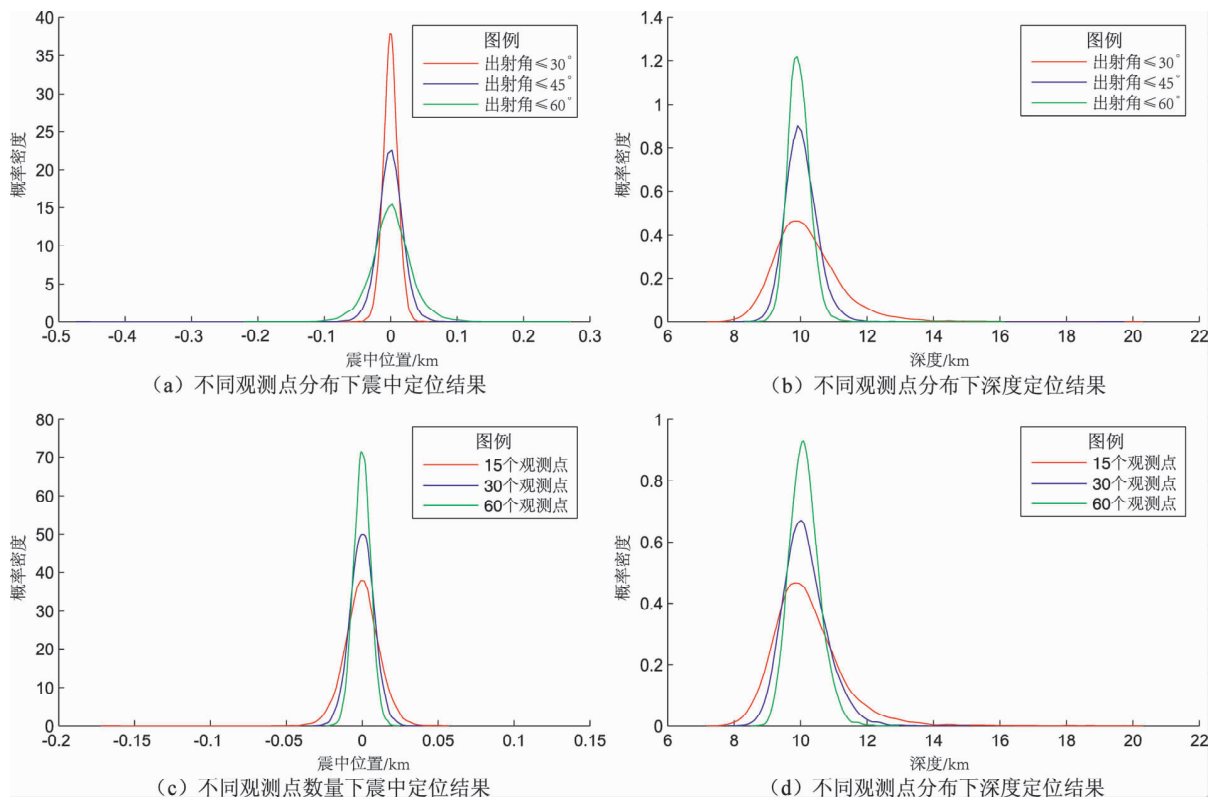 40
35
30
25
20
15
10
5
0
概率密度
图例
出射角≤30°
出射角≤45°
出射角≤60°
-0.5
-0.4
-0.3
-0.2
-0.1
0
0.1
0.2
0.3
震中位置/km
(a)不同观测点分布下震中定位结果
1.4
1.2
1
0.8
0.6
0.4
0.2
0
概率密度
图例
出射角≤30°
出射角≤45°
出射角≤60°
6
8
10
12
14
16
18
20
22
深度/km
(b)不同观测点分布下深度定位结果
80
70
60
50
40
30
20
10
0
概率密度
图例
15个观测点
30个观测点
60个观测点
-0.2
-0.15
-0.1
-0.05
0
0.05
0.1
0.15
震中位置/km
(c)不同观测点数量下震中定位结果
1
0.8
0.6
0.4
0.2
0
概率密度
图例
15个观测点
30个观测点
60个观测点
6
8
10
12
14
16
18
20
22
深度/km
(d)不同观测点分布下深度定位结果